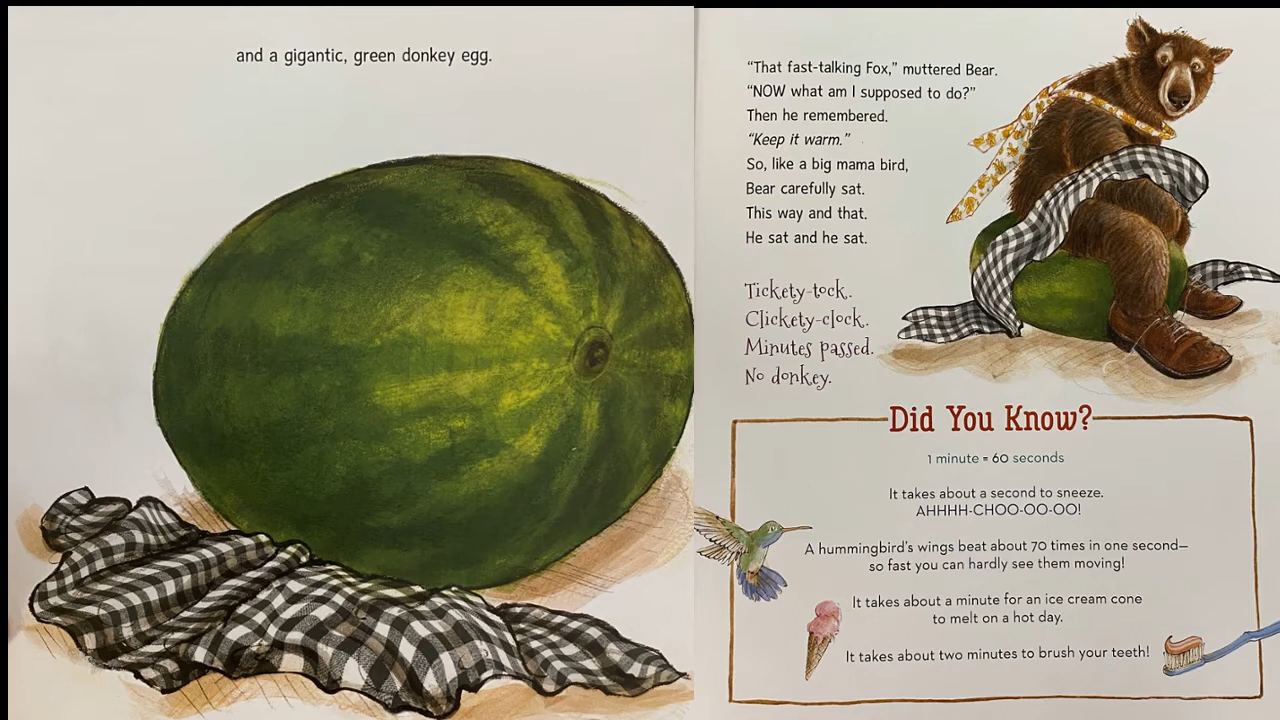 and a gigantic, green donkey egg.
“That fast-talking Fox,” muttered Bear.
“NOW what am I supposed to do?”
Then he remembered.
“Keep it warm.”
So, like a big mama bird,
Bear carefully sat.
This way and that.
He sat and he sat.
Tickety-tock.
Clickety-clock.
Minutes passed.
No donkey.
Did You Know?
1 minute = 60 seconds
It takes about a second to sneeze.
AHHHH-CHOO-OO-OO!
A hummingbird’s wings beat about 70 times in one second—
so fast you can hardly see them moving!
It takes about a minute for an ice cream cone
to melt on a hot day.
It takes about two minutes to brush your teeth!